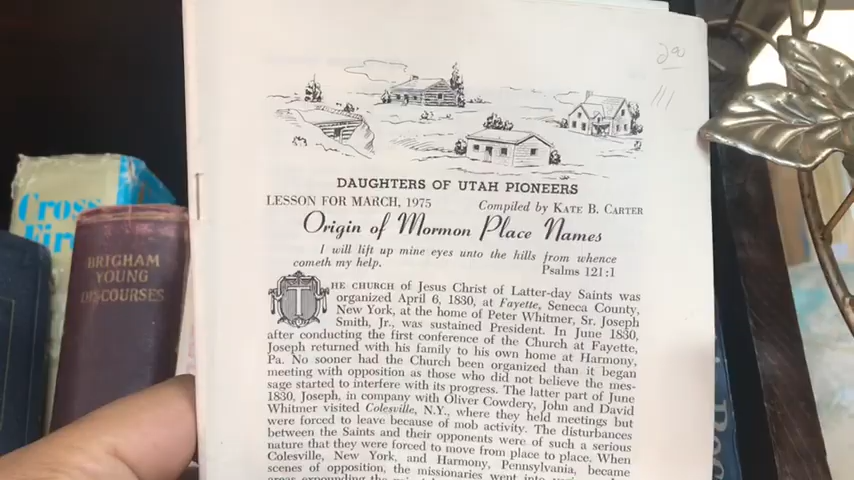 DAUGHTERS OF UTAH PIONEERS
LESSON FOR MARCH, 1975 Compiled by KATE B. CARTER
Origin of Mormon Place Names
I will lift up mine eyes unto the hills from whence
cometh my help. Psalms 121:1
THE CHURCH of Jesus Christ of Latter-day Saints was
organized April 6, 1830, at Fayette, Seneca County,
New York, at the home of Peter Whitmer, Sr. Joseph
Smith, Jr., was sustained President. In June 1830,
after conducting the first conference of the Church at Fayette,
Joseph returned with his family to his own home at Harmony,
Pa. No sooner had the Church been organized than it began
meeting with opposition as those who did not believe the mes-
sage started to interfere with its progress. The latter part of June
1830, Joseph, in company with Oliver Cowdery, John and David
Whitmer visited Colesville, N.Y., where they held meetings but
were forced to leave because of mob activity. The disturbances
between the Saints and their opponents were of such a serious
nature that they were forced to move from place to place. When
Colesville, New York, and Harmony, Pennsylvania, became
scenes of opposition, the missionaries went into
areas expounding the
Cross
Fire
BRIGHAM
YOUNG
DISCOURSES